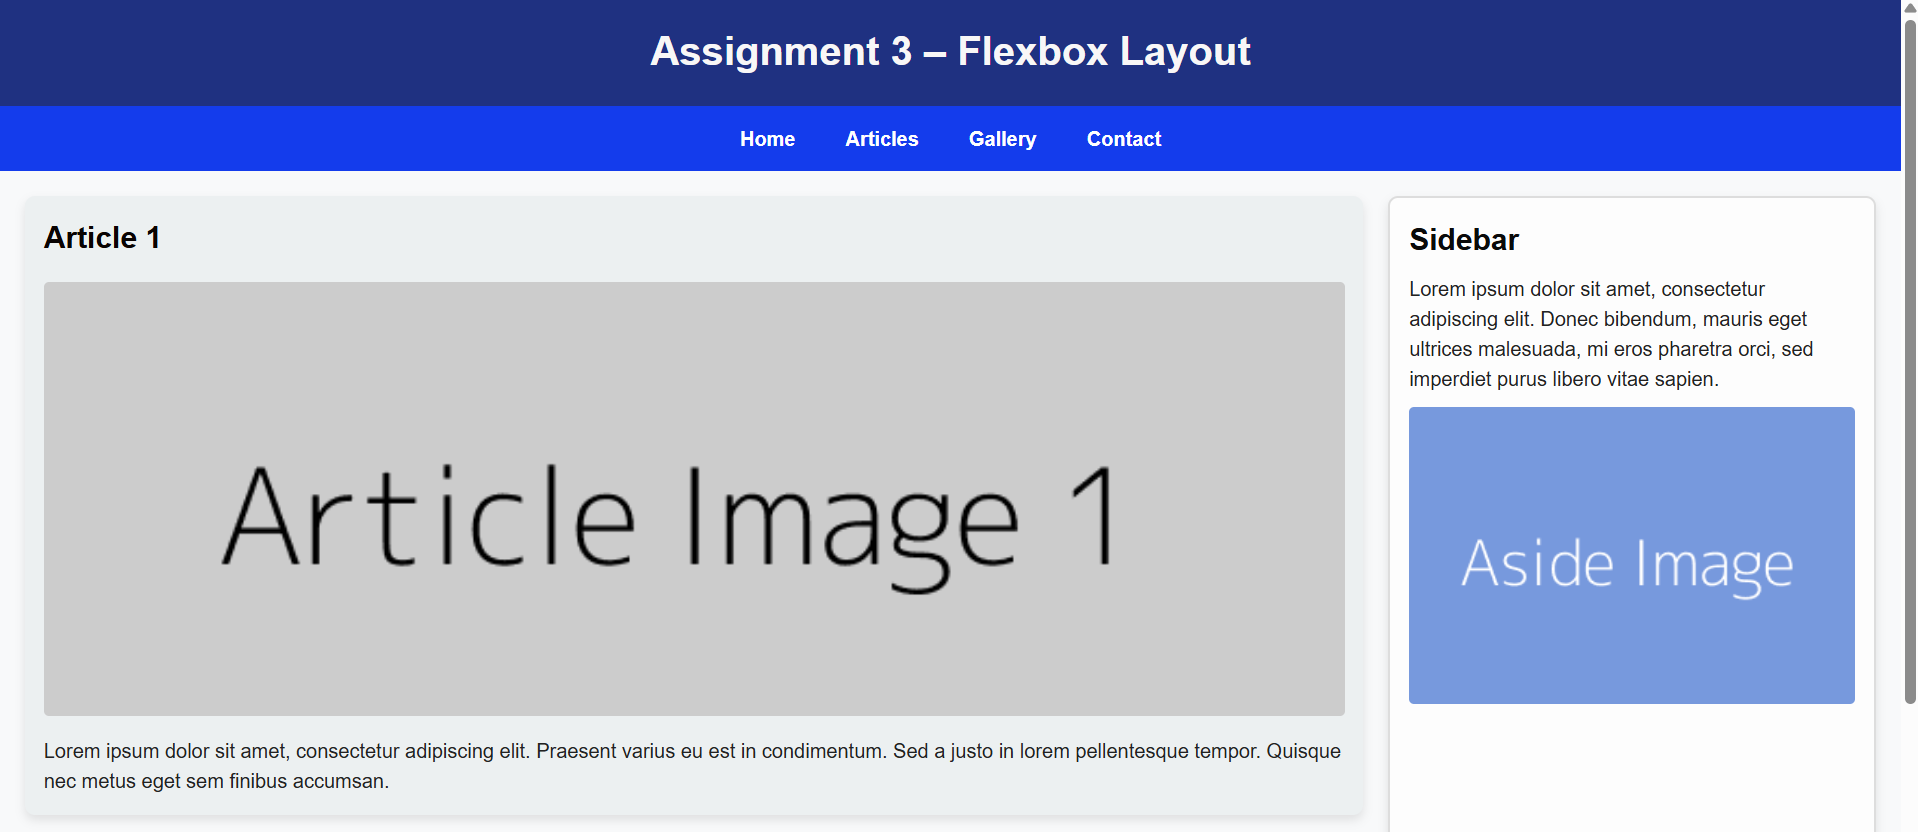 Assignment 3 – Flexbox Layout
Home Articles Gallery Contact
Article 1
Article Image 1
Lorem ipsum dolor sit amet, consectetur adipiscing elit. Praesent varius eu est in condimentum. Sed a justo in lorem pellentesque tempor. Quisque
nec metus eget sem finibus accumsan.
Sidebar
Lorem ipsum dolor sit amet, consectetur
adipiscing elit. Donec bibendum, mauris eget
ultrices malesuada, mi eros pharetra orci, sed
imperdiet purus libero vitae sapien.
Aside Image